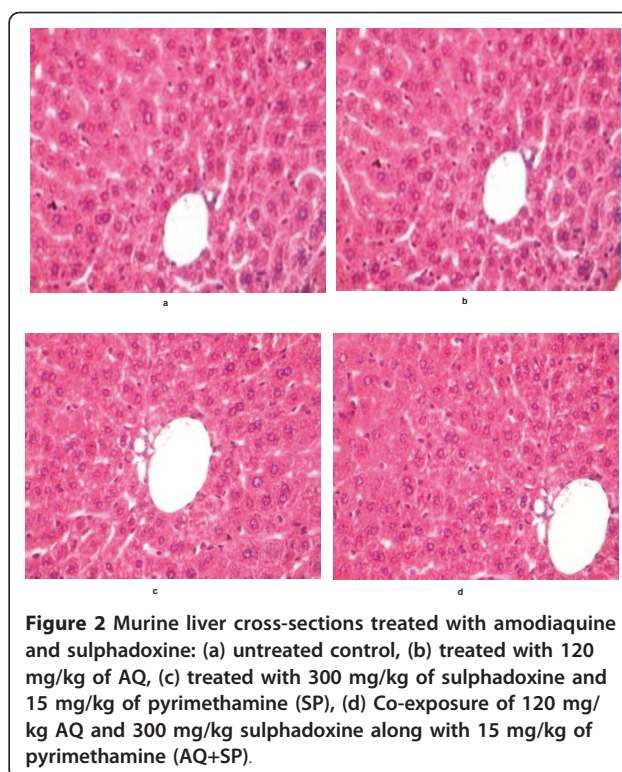 a
b
c
d
Figure 2 Murine liver cross-sections treated with amodiaquine
and sulphadoxine: (a) untreated control, (b) treated with 120
mg/kg of AQ, (c) treated with 300 mg/kg of sulphadoxine and
15 mg/kg of pyrimethamine (SP), (d) Co-exposure of 120 mg/
kg AQ and 300 mg/kg sulphadoxine along with 15 mg/kg of
pyrimethamine (AQ+SP).